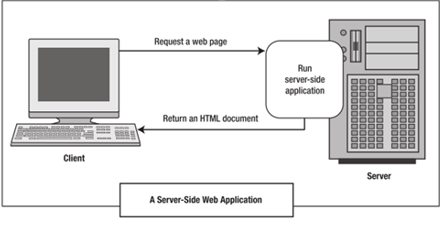 Request a web page
Run
server-side
application
Return an HTML document
Client
Server
A Server-Side Web Application